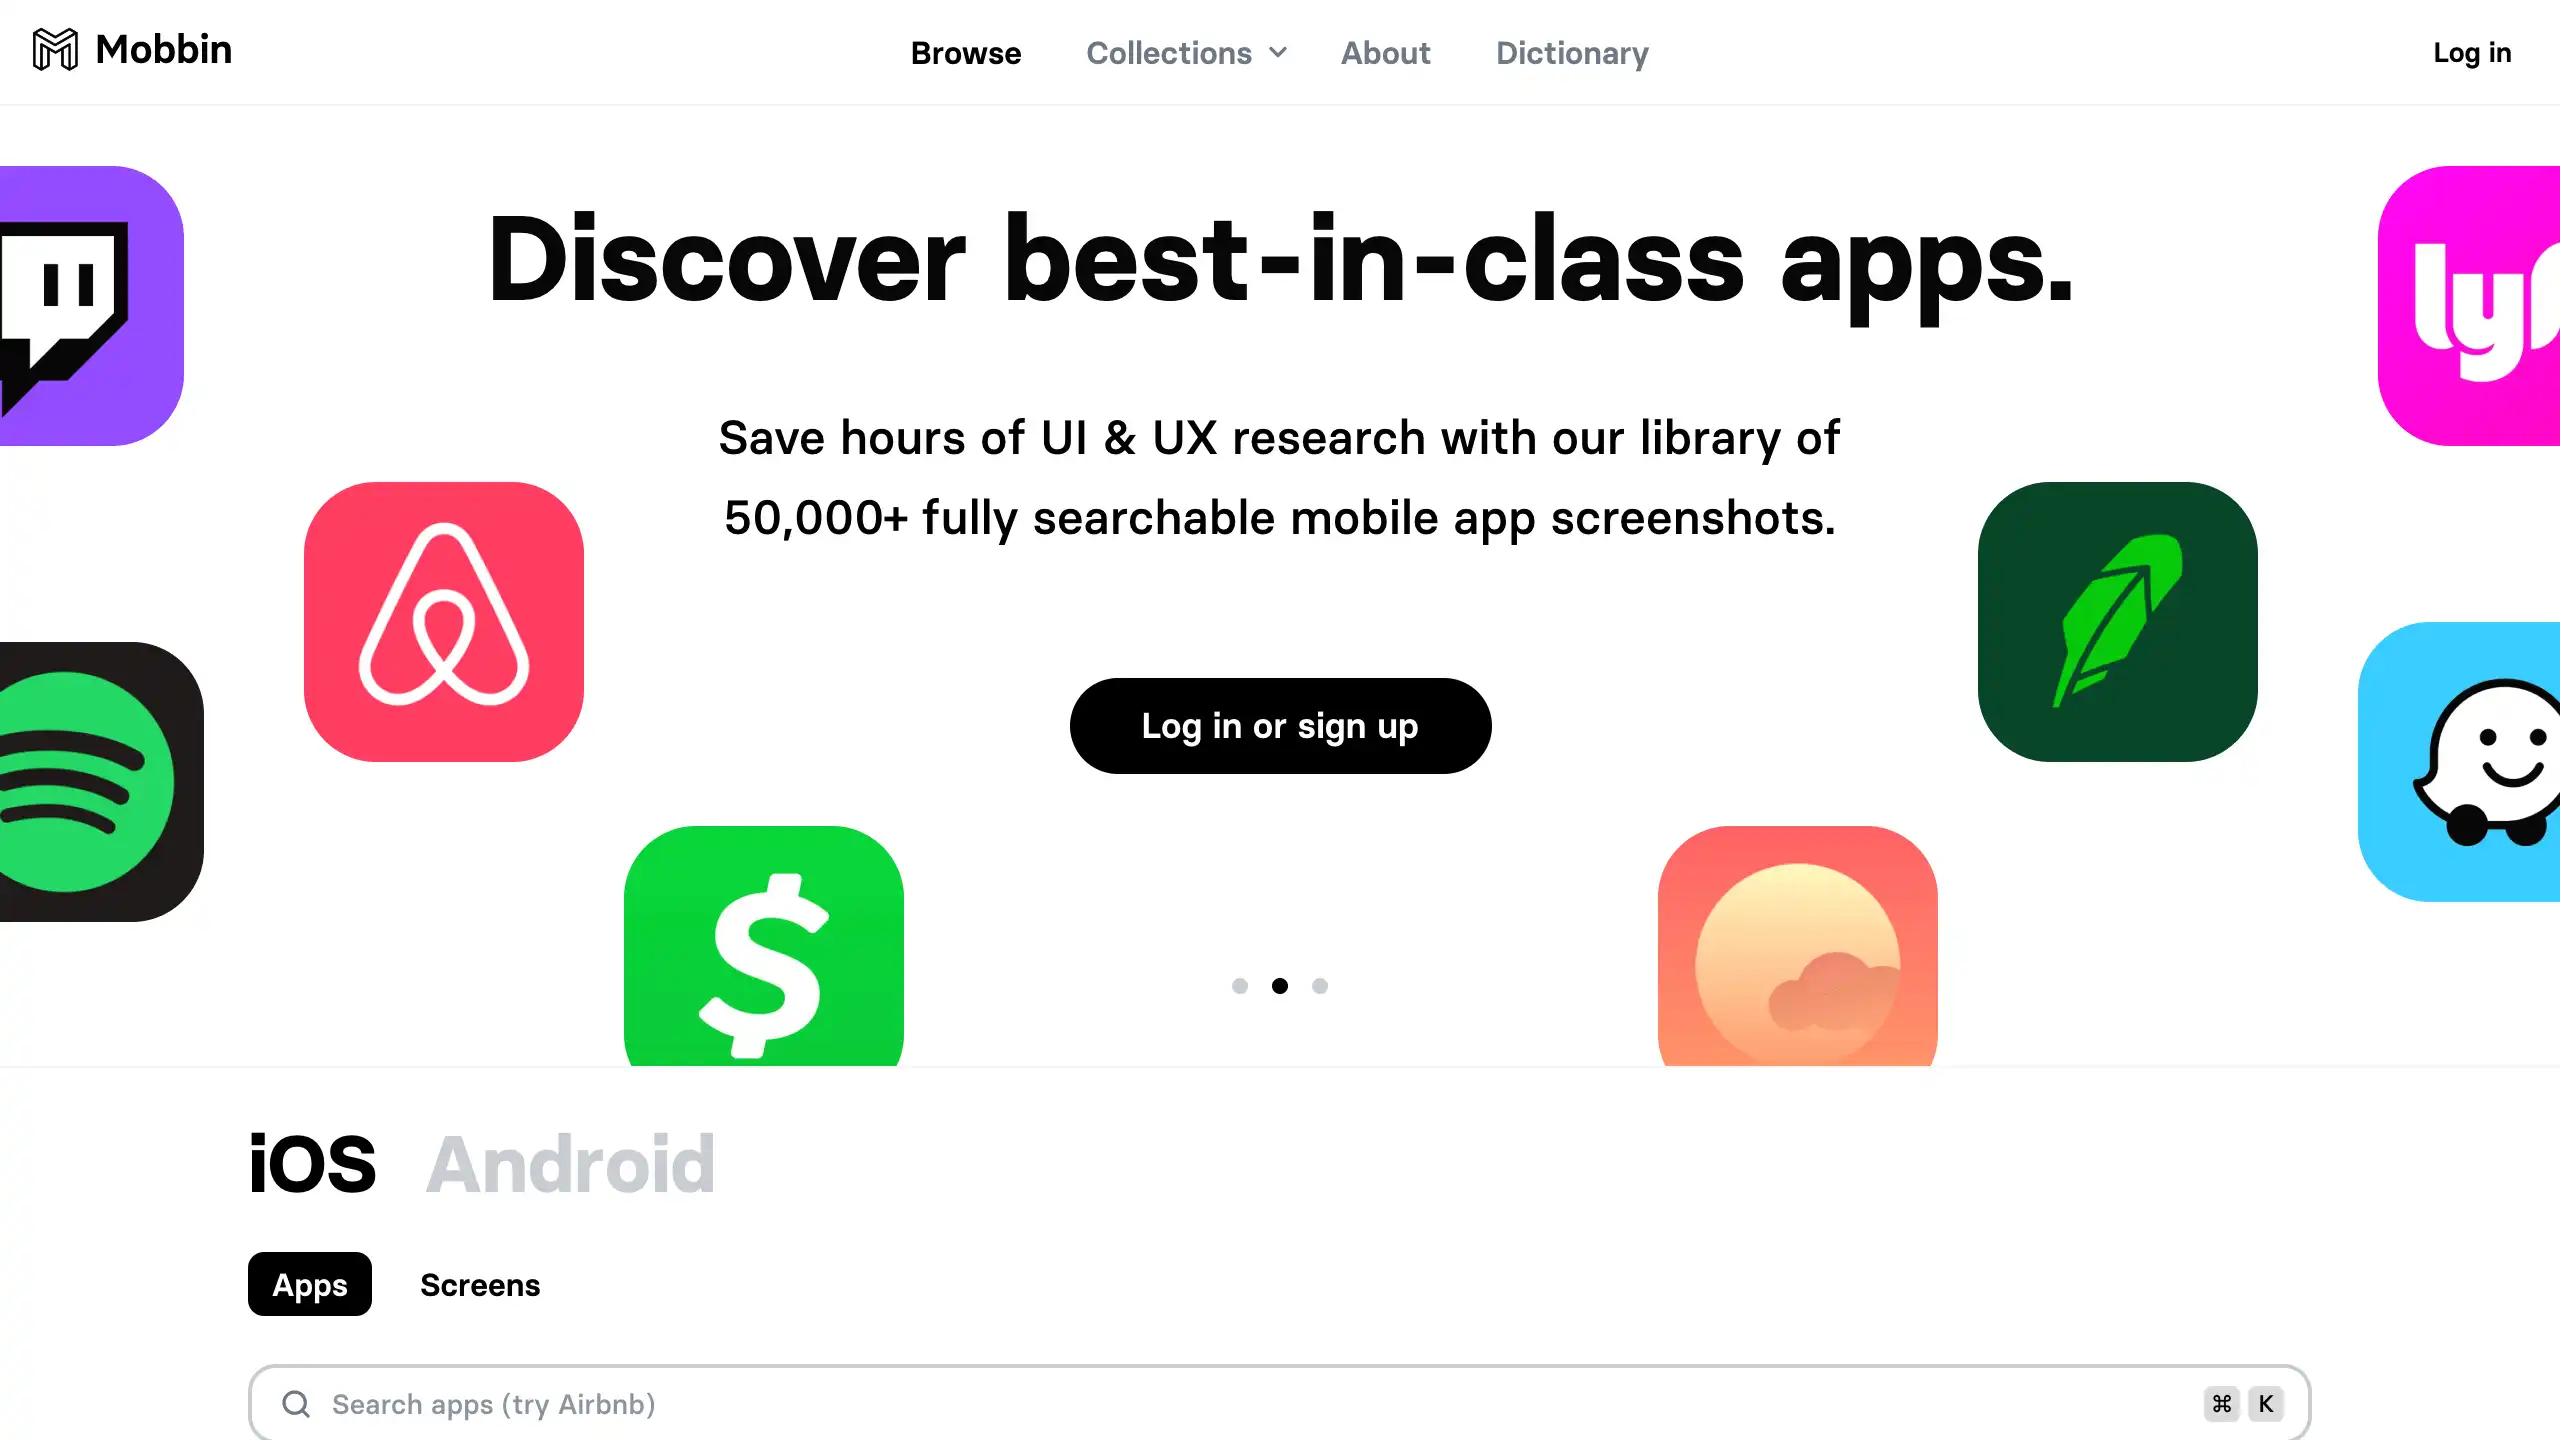 Mobbin
Browse Collections About Dictionary
Log in
Discover best-in-class apps.
Save hours of UI & UX research with our library of
50,000+ fully searchable mobile app screenshots.
Log in or sign up
iOS Android
Apps Screens
Search apps (try Airbnb)
⌘ K